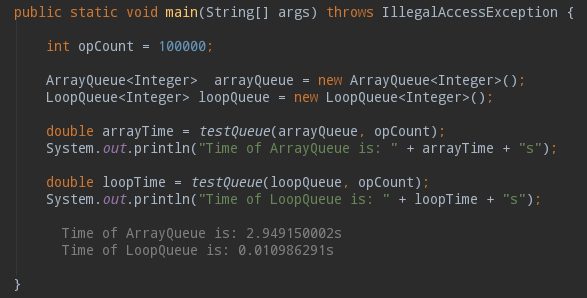 public static void main(String[] args) throws IllegalAccessException {
int opCount = 100000;
ArrayQueue<Integer>  arrayQueue = new ArrayQueue<Integer>();
LoopQueue<Integer> loopQueue = new LoopQueue<Integer>();
double arrayTime = testQueue(arrayQueue, opCount);
System.out.println("Time of ArrayQueue is: " + arrayTime + "s");
double loopTime = testQueue(loopQueue, opCount);
System.out.println("Time of LoopQueue is: " + loopTime + "s");
Time of ArrayQueue is: 2.949150002s
Time of LoopQueue is: 0.010986291s
}